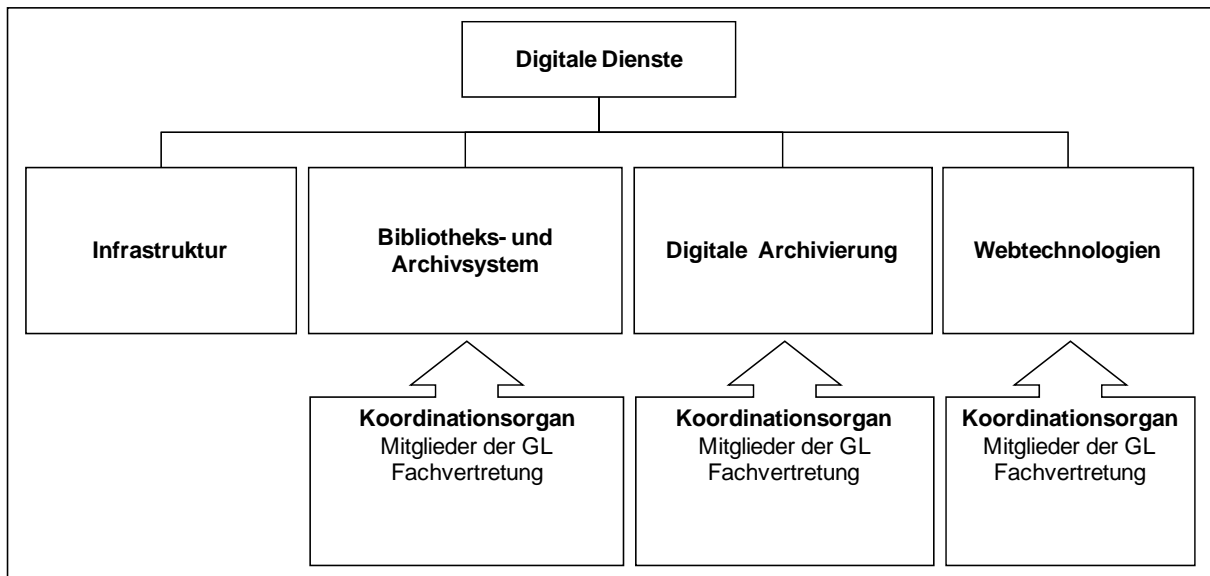 Digitale Dienste
Infrastruktur
Bibliotheks- und
Archivsystem
Digitale Archivierung
Webtechnologien
Koordinationsorgan
Mitglieder der GL
Fachvertretung
Koordinationsorgan
Mitglieder der GL
Fachvertretung
Koordinationsorgan
Mitglieder der GL
Fachvertretung